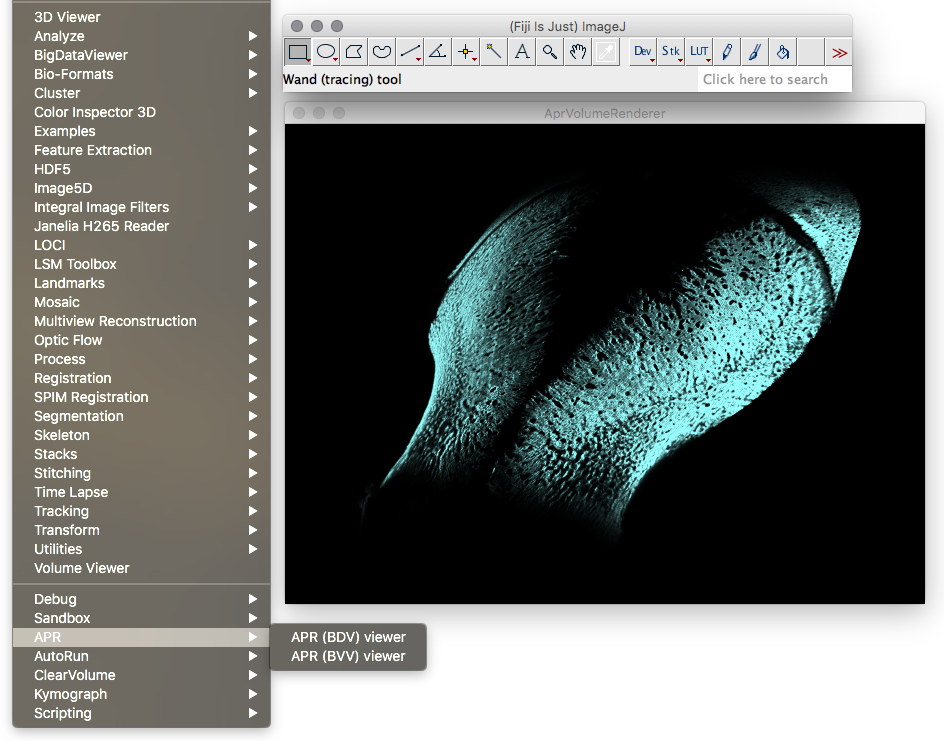 3D Viewer
Analyze
BigDataViewer
Bio-Formats
Cluster
Color Inspector 3D
Examples
Feature Extraction
HDF5
Image5D
Integral Image Filters
Janelia H265 Reader
LOCI
LSM Toolbox
Landmarks
Mosaic
Multiview Reconstruction
Optic Flow
Process
Registration
SPIM Registration
Segmentation
Skeleton
Stacks
Stitching
Time Lapse
Tracking
Transform
Utilities
Volume Viewer
Debug
Sandbox
APR
AutoRun
ClearVolume
Kymograph
Scripting
APR (BDV) viewer
APR (BVV) viewer
(Fiji Is Just) ImageJ
A Dev Stk LUT >>
Wand (tracing) tool Click here to search
AprVolumeRenderer